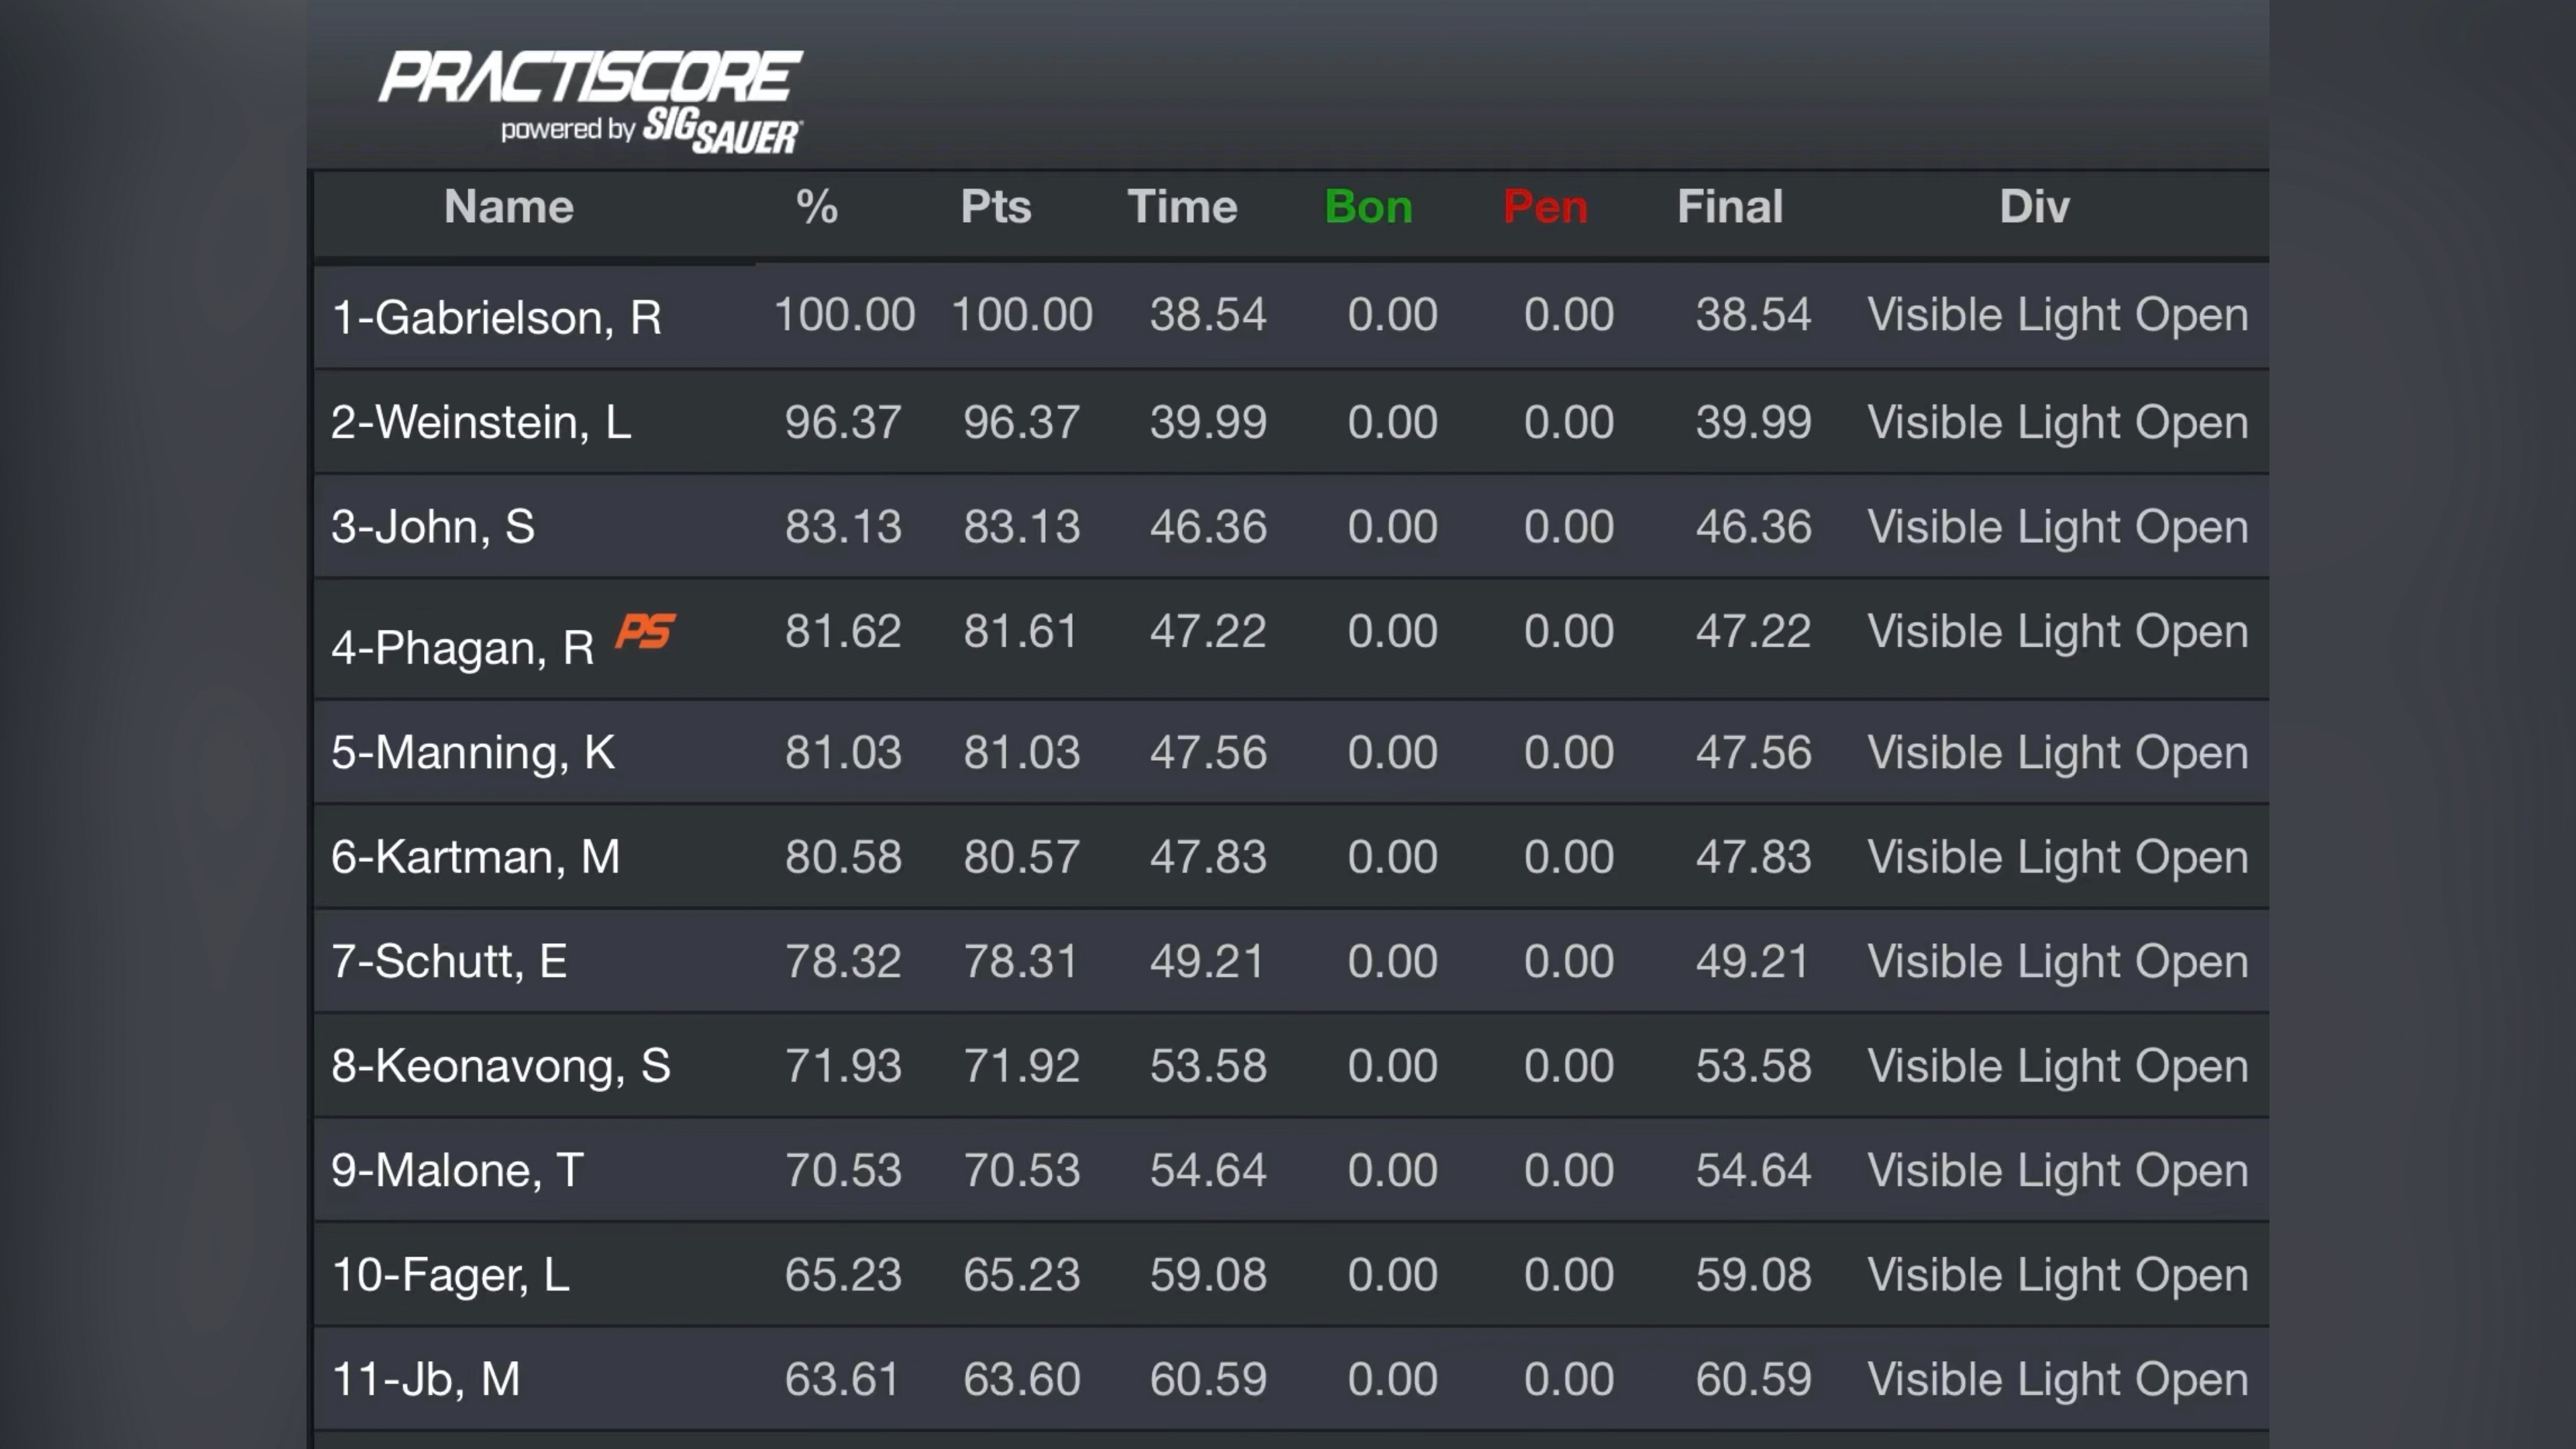 PRACTISCORE
powered by SIG SAUER
Name % Pts Time Bon Pen Final Div
1-Gabrielson, R 100.00 100.00 38.54 0.00 0.00 38.54 Visible Light Open
2-Weinstein, L 96.37 96.37 39.99 0.00 0.00 39.99 Visible Light Open
3-John, S 83.13 83.13 46.36 0.00 0.00 46.36 Visible Light Open
4-Phagan, R PS 81.62 81.61 47.22 0.00 0.00 47.22 Visible Light Open
5-Manning, K 81.03 81.03 47.56 0.00 0.00 47.56 Visible Light Open
6-Kartman, M 80.58 80.57 47.83 0.00 0.00 47.83 Visible Light Open
7-Schutt, E 78.32 78.31 49.21 0.00 0.00 49.21 Visible Light Open
8-Keonavong, S 71.93 71.92 53.58 0.00 0.00 53.58 Visible Light Open
9-Malone, T 70.53 70.53 54.64 0.00 0.00 54.64 Visible Light Open
10-Fager, L 65.23 65.23 59.08 0.00 0.00 59.08 Visible Light Open
11-Jb, M 63.61 63.60 60.59 0.00 0.00 60.59 Visible Light Open